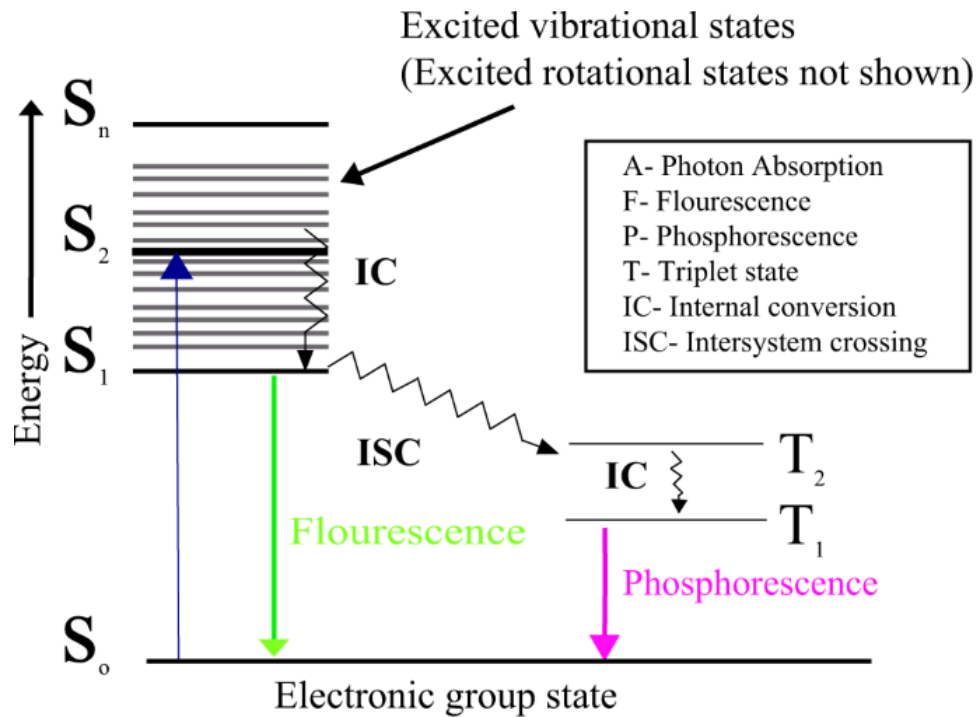 Excited vibrational states
(Excited rotational states not shown)
Sn
S2
S1
So
Energy
A- Photon Absorption
F- Flourescence
P- Phosphorescence
T- Triplet state
IC- Internal conversion
ISC- Intersystem crossing
IC
ISC
IC
T2
T1
Flourescence
Phosphorescence
Electronic group state